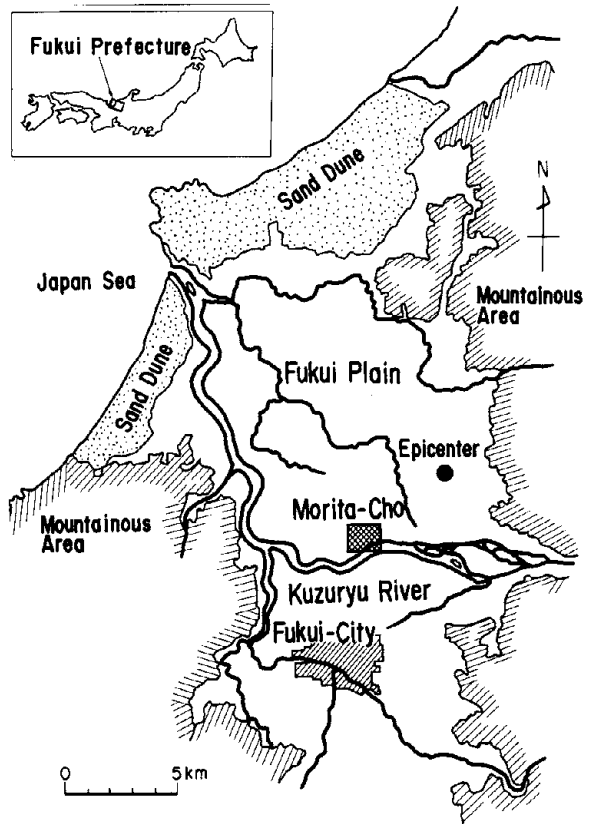 Fukui Prefecture
Sand Dune
N
Japan Sea
Mountainous
Area
Sand Dune
Fukui Plain
Epicenter
Morita-Cho
Mountainous
Area
Kuzuryu River
Fukui-City
0 5km